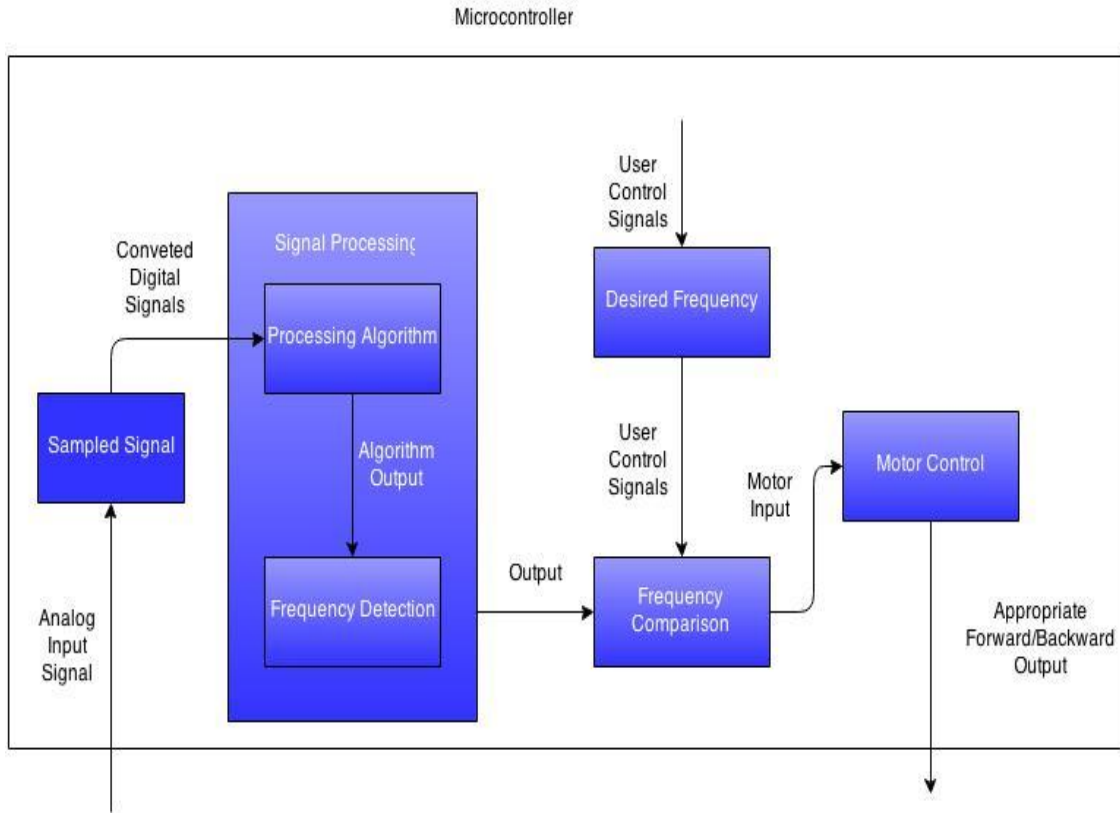 Microcontroller
User
Control
Signals
Signal Processing
Conveted
Digital
Signals
Desired Frequency
Processing Algorithm
Sampled Signal
Algorithm
Output
User
Control
Signals
Motor Control
Motor
Input
Output
Frequency Detection
Frequency
Comparison
Analog
Input
Signal
Appropriate
Forward/Backward
Output